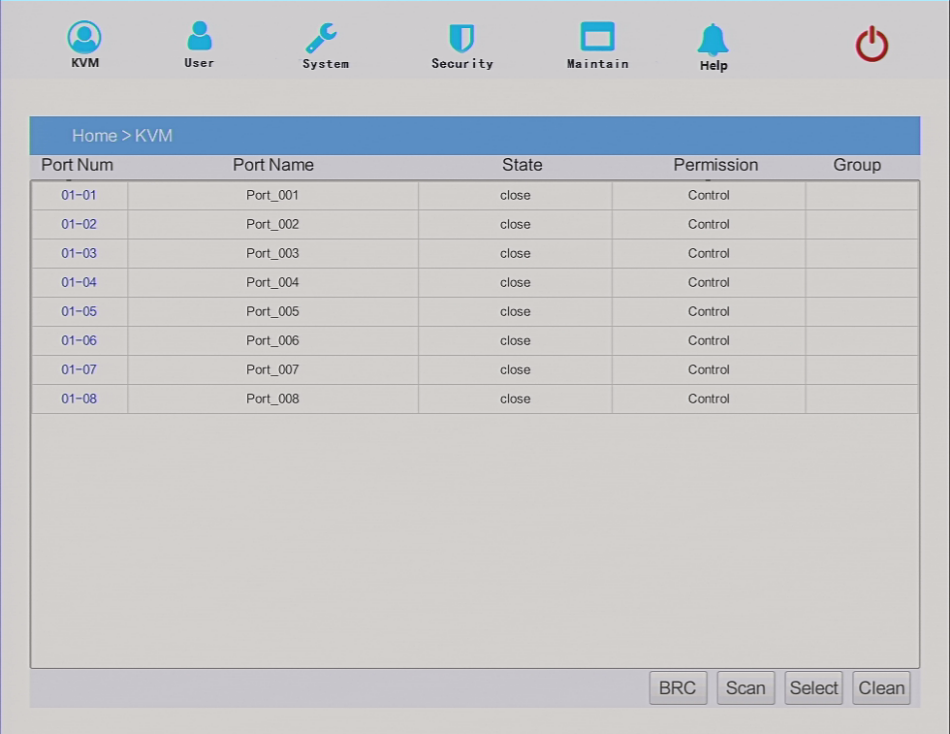 KVM User System Security Maintain Help
Home > KVM
Port Num Port Name State Permission Group
01-01 Port_001 close Control
01-02 Port_002 close Control
01-03 Port_003 close Control
01-04 Port_004 close Control
01-05 Port_005 close Control
01-06 Port_006 close Control
01-07 Port_007 close Control
01-08 Port_008 close Control
BRC Scan Select Clean